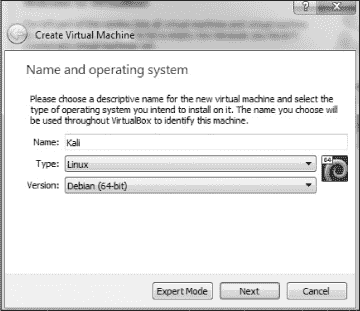 Create Virtual Machine
Name and operating system
Please choose a descriptive name for the new virtual machine and select the
type of operating system you intend to install on it. The name you choose will
be used throughout VirtualBox to identify this machine.
Name: Kali
Type: Linux
64
Version: Debian (64-bit)
Expert Mode Next Cancel